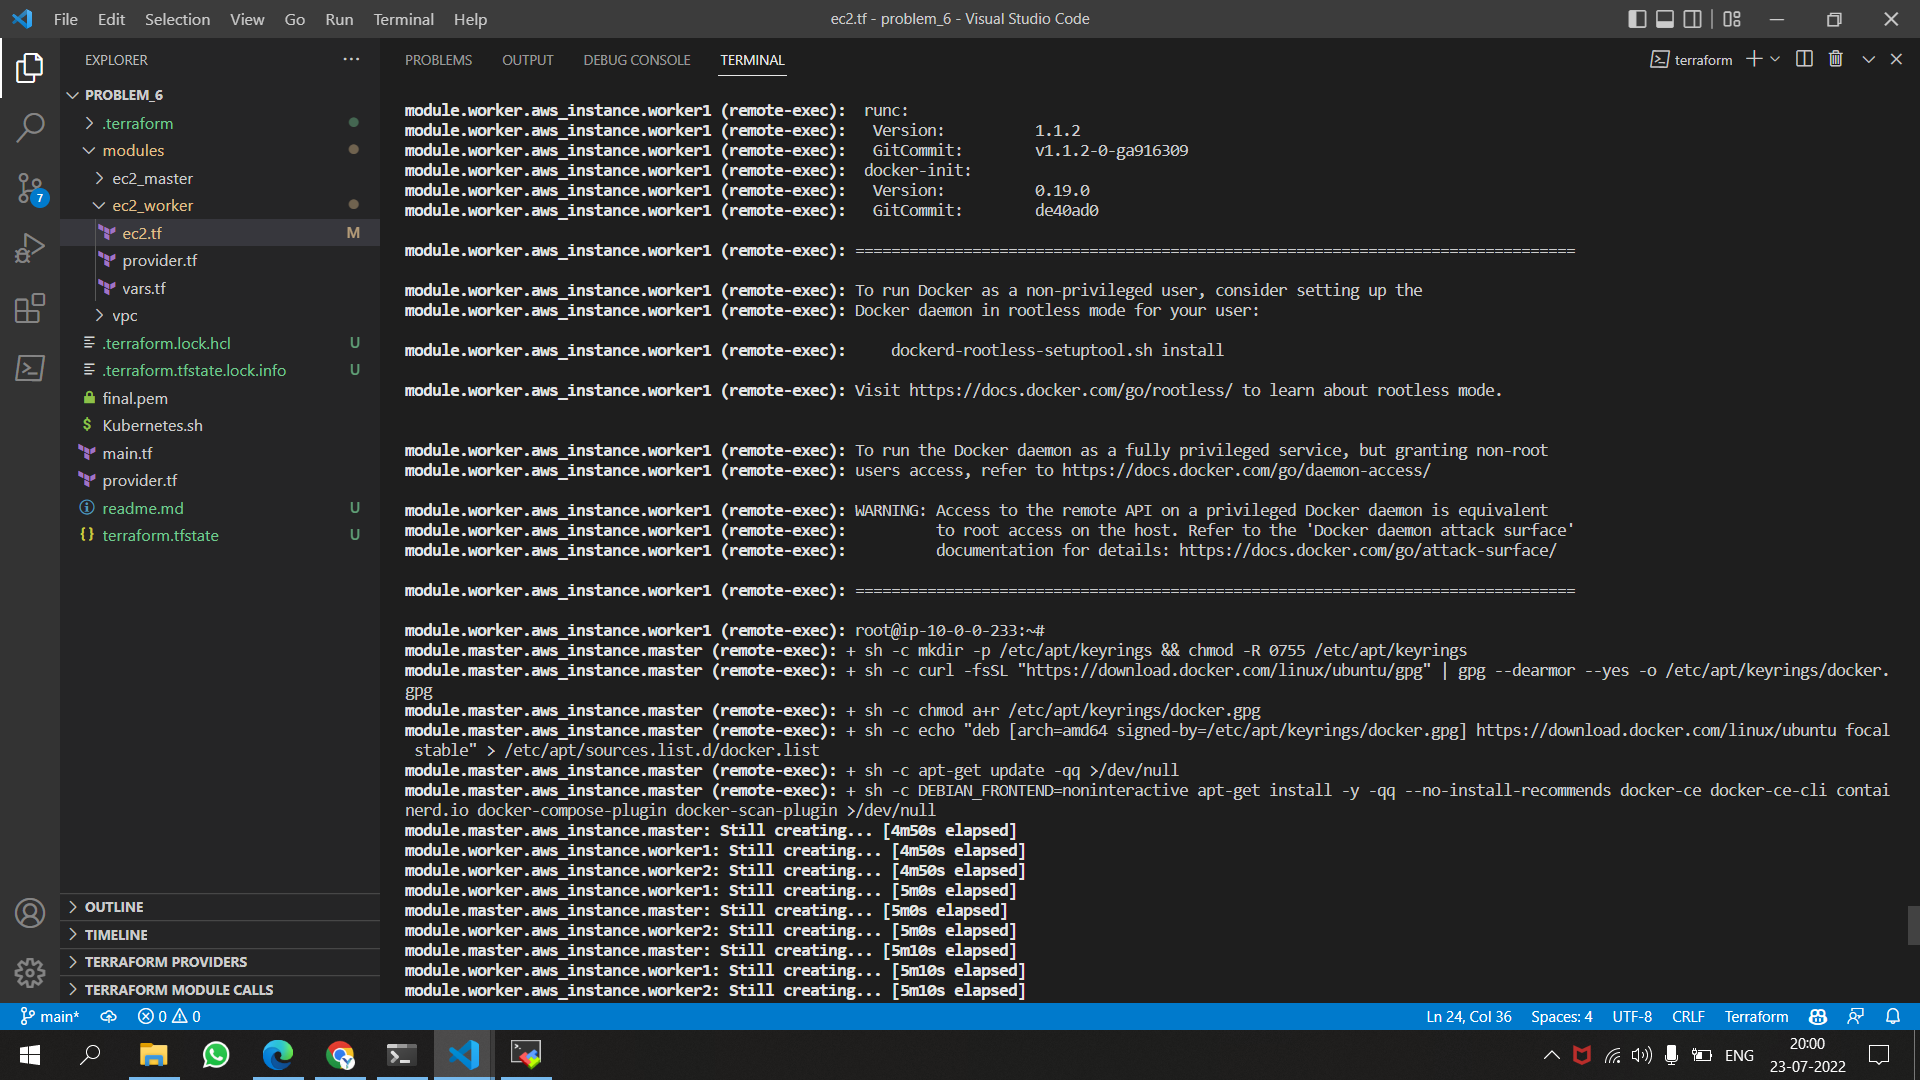 File Edit Selection View Go Run Terminal Help
ec2.tf - problem_6 - Visual Studio Code
EXPLORER
PROBLEM_6
.terraform
modules
ec2_master
ec2_worker
ec2.tf M
provider.tf
vars.tf
vpc
.terraform.lock.hcl U
.terraform.tfstate.lock.info U
final.pem
Kubernetes.sh
main.tf
provider.tf
readme.md U
terraform.tfstate U
OUTLINE
TIMELINE
TERRAFORM PROVIDERS
TERRAFORM MODULE CALLS
7
PROBLEMS OUTPUT DEBUG CONSOLE TERMINAL
terraform
module.worker.aws_instance.worker1 (remote-exec):  runc:
module.worker.aws_instance.worker1 (remote-exec):   Version:          1.1.2
module.worker.aws_instance.worker1 (remote-exec):   GitCommit:        v1.1.2-0-ga916309
module.worker.aws_instance.worker1 (remote-exec):  docker-init:
module.worker.aws_instance.worker1 (remote-exec):   Version:          0.19.0
module.worker.aws_instance.worker1 (remote-exec):   GitCommit:        de40ad0
module.worker.aws_instance.worker1 (remote-exec): ================================================================================
module.worker.aws_instance.worker1 (remote-exec): To run Docker as a non-privileged user, consider setting up the
module.worker.aws_instance.worker1 (remote-exec): Docker daemon in rootless mode for your user:
module.worker.aws_instance.worker1 (remote-exec):     dockerd-rootless-setuptool.sh install
module.worker.aws_instance.worker1 (remote-exec): Visit https://docs.docker.com/go/rootless/ to learn about rootless mode.
module.worker.aws_instance.worker1 (remote-exec): To run the Docker daemon as a fully privileged service, but granting non-root
module.worker.aws_instance.worker1 (remote-exec): users access, refer to https://docs.docker.com/go/daemon-access/
module.worker.aws_instance.worker1 (remote-exec): WARNING: Access to the remote API on a privileged Docker daemon is equivalent
module.worker.aws_instance.worker1 (remote-exec):          to root access on the host. Refer to the 'Docker daemon attack surface'
module.worker.aws_instance.worker1 (remote-exec):          documentation for details: https://docs.docker.com/go/attack-surface/
module.worker.aws_instance.worker1 (remote-exec): ================================================================================
module.worker.aws_instance.worker1 (remote-exec): root@ip-10-0-0-233:~#
module.master.aws_instance.master (remote-exec): + sh -c mkdir -p /etc/apt/keyrings && chmod -R 0755 /etc/apt/keyrings
module.master.aws_instance.master (remote-exec): + sh -c curl -fsSL "https://download.docker.com/linux/ubuntu/gpg" | gpg --dearmor --yes -o /etc/apt/keyrings/docker.
gpg
module.master.aws_instance.master (remote-exec): + sh -c chmod a+r /etc/apt/keyrings/docker.gpg
module.master.aws_instance.master (remote-exec): + sh -c echo "deb [arch=amd64 signed-by=/etc/apt/keyrings/docker.gpg] https://download.docker.com/linux/ubuntu focal
stable" > /etc/apt/sources.list.d/docker.list
module.master.aws_instance.master (remote-exec): + sh -c apt-get update -qq >/dev/null
module.master.aws_instance.master (remote-exec): + sh -c DEBIAN_FRONTEND=noninteractive apt-get install -y -qq --no-install-recommends docker-ce docker-ce-cli contai
nerd.io docker-compose-plugin docker-scan-plugin >/dev/null
module.master.aws_instance.master: Still creating... [4m50s elapsed]
module.worker.aws_instance.worker1: Still creating... [4m50s elapsed]
module.worker.aws_instance.worker2: Still creating... [4m50s elapsed]
module.worker.aws_instance.worker1: Still creating... [5m0s elapsed]
module.master.aws_instance.master: Still creating... [5m0s elapsed]
module.worker.aws_instance.worker2: Still creating... [5m0s elapsed]
module.master.aws_instance.master: Still creating... [5m10s elapsed]
module.worker.aws_instance.worker1: Still creating... [5m10s elapsed]
module.worker.aws_instance.worker2: Still creating... [5m10s elapsed]
main* 0 0
Ln 24, Col 36 Spaces: 4 UTF-8 CRLF Terraform
ENG
20:00
23-07-2022